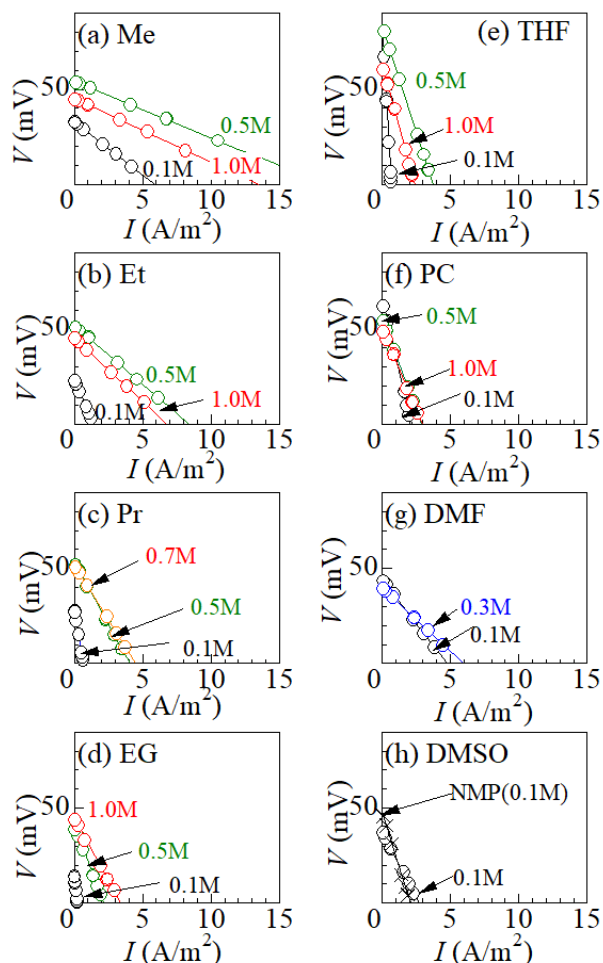 (a) Me
50
V (mV)
0.5M
1.0M
0.1M
0 5 10 15
I (A/m²)
(e) THF
50
V (mV)
0.5M
1.0M
0.1M
0 5 10 15
I (A/m²)
(b) Et
50
V (mV)
0.5M
1.0M
0.1M
0 5 10 15
I (A/m²)
(f) PC
50
V (mV)
0.5M
1.0M
0.1M
0 5 10 15
I (A/m²)
(c) Pr
50
V (mV)
0.7M
0.5M
0.1M
0 5 10 15
I (A/m²)
(g) DMF
50
V (mV)
0.3M
0.1M
0 5 10 15
I (A/m²)
(d) EG
50
V (mV)
1.0M
0.5M
0.1M
0 5 10 15
I (A/m²)
(h) DMSO
50
V (mV)
NMP(0.1M)
0.1M
0 5 10 15
I (A/m²)